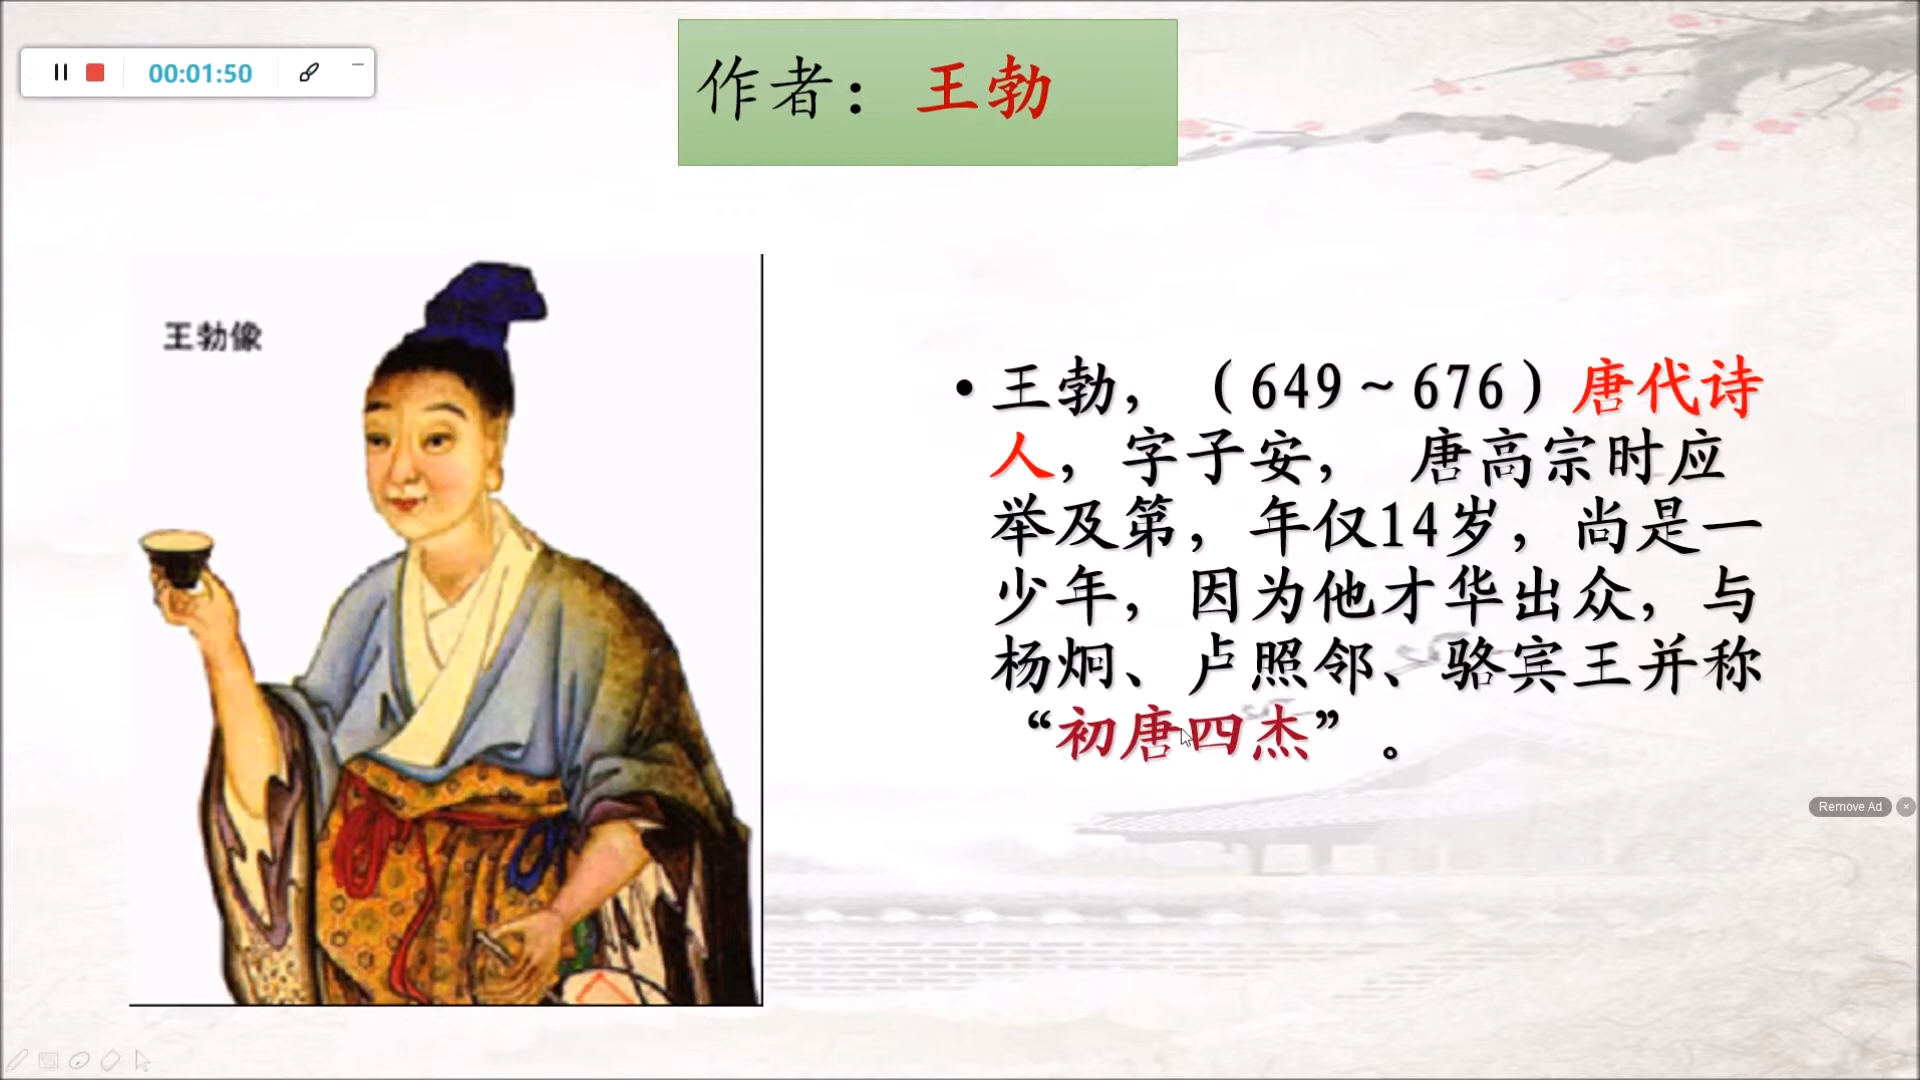 00:01:50
作者：王勃
王勃像
• 王勃，（649～676）唐代诗
人，字子安， 唐高宗时应
举及第，年仅14岁，尚是一
少年，因为他才华出众，与
杨炯、卢照邻、骆宾王并称
“初唐四杰”。
Remove Ad